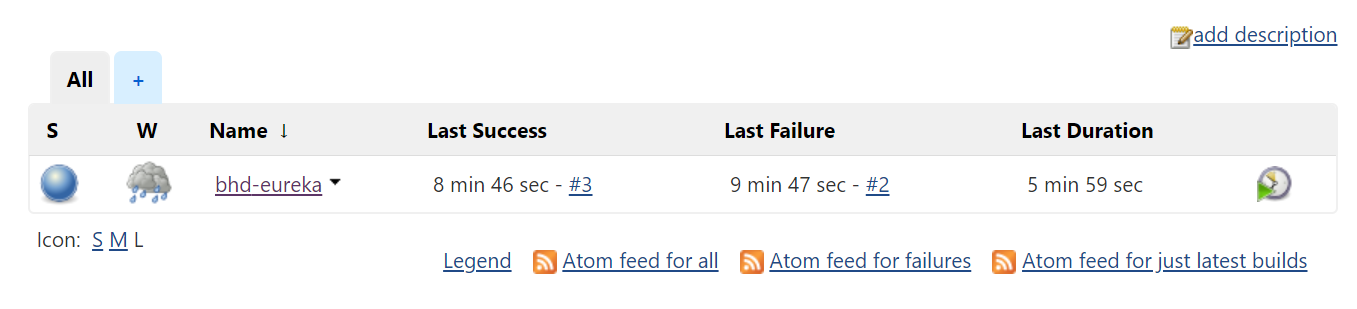 add description
All +
S W Name ↓ Last Success Last Failure Last Duration
bhd-eureka 8 min 46 sec - #3 9 min 47 sec - #2 5 min 59 sec
Icon: S M L
Legend Atom feed for all Atom feed for failures Atom feed for just latest builds